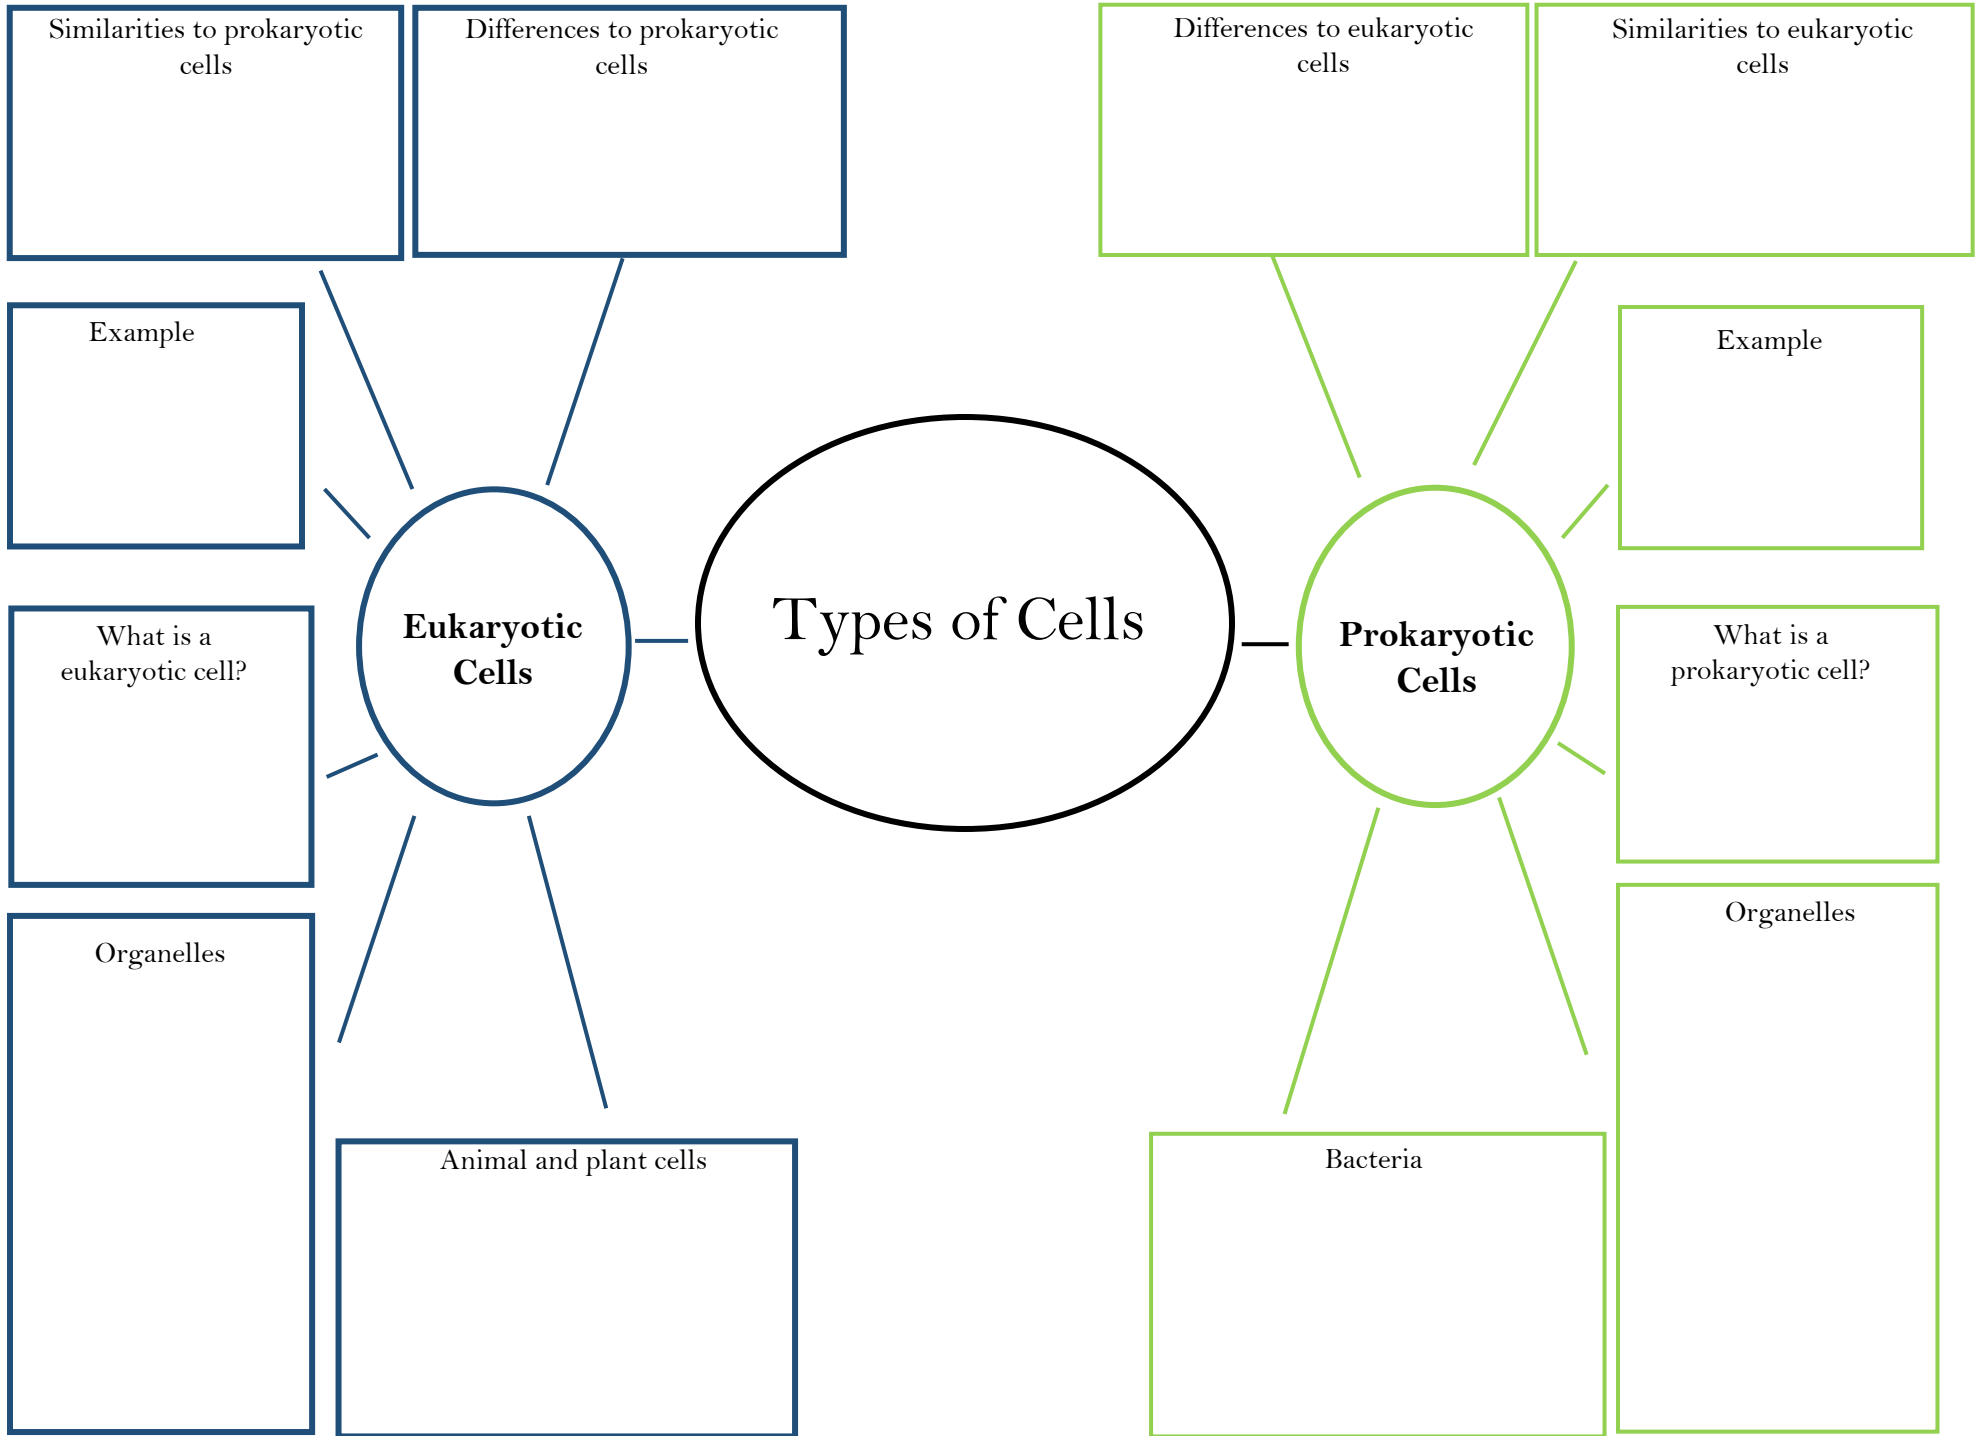 Similarities to prokaryotic
cells
Differences to prokaryotic
cells
Differences to eukaryotic
cells
Similarities to eukaryotic
cells
Example
Example
Types of Cells
Eukaryotic
Cells
Prokaryotic
Cells
What is a
eukaryotic cell?
What is a
prokaryotic cell?
Organelles
Organelles
Animal and plant cells
Bacteria